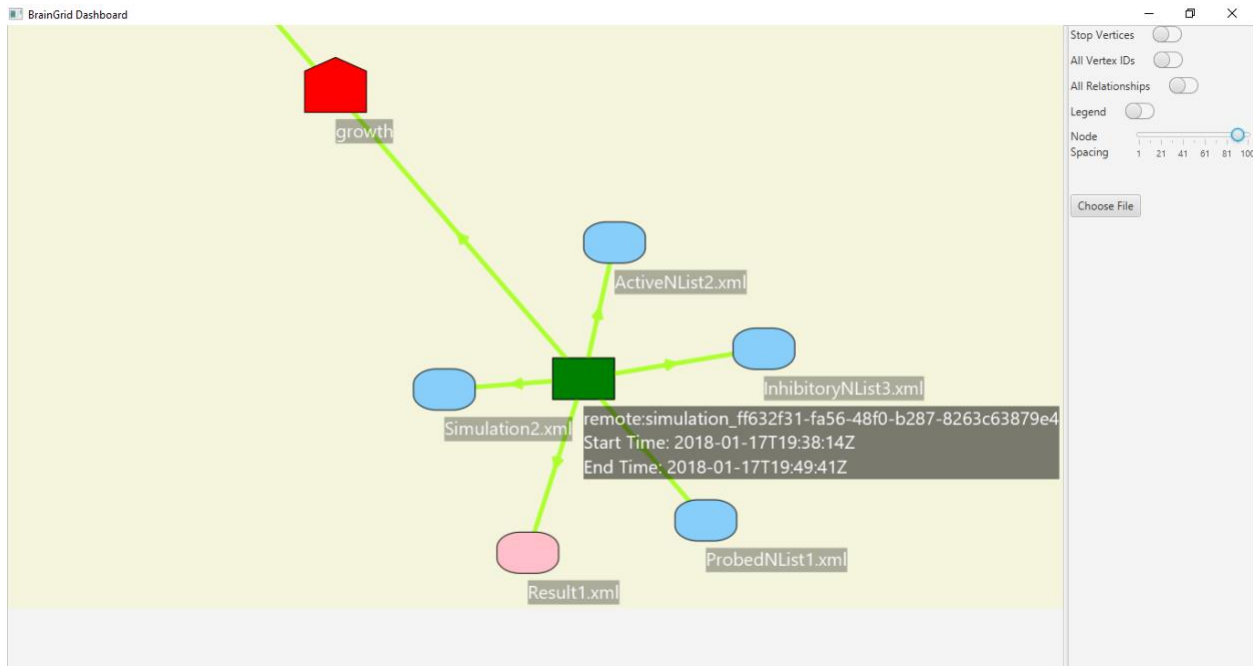 BrainGrid Dashboard
Stop Vertices
All Vertex IDs
All Relationships
Legend
Node
Spacing
1 21 41 61 81 100
Choose File
growth
ActiveNList2.xml
InhibitoryNList3.xml
Simulation2.xml
remote:simulation_ff632f31-fa56-48f0-b287-8263c63879e4
Start Time: 2018-01-17T19:38:14Z
End Time: 2018-01-17T19:49:41Z
ProbedNList1.xml
Result1.xml